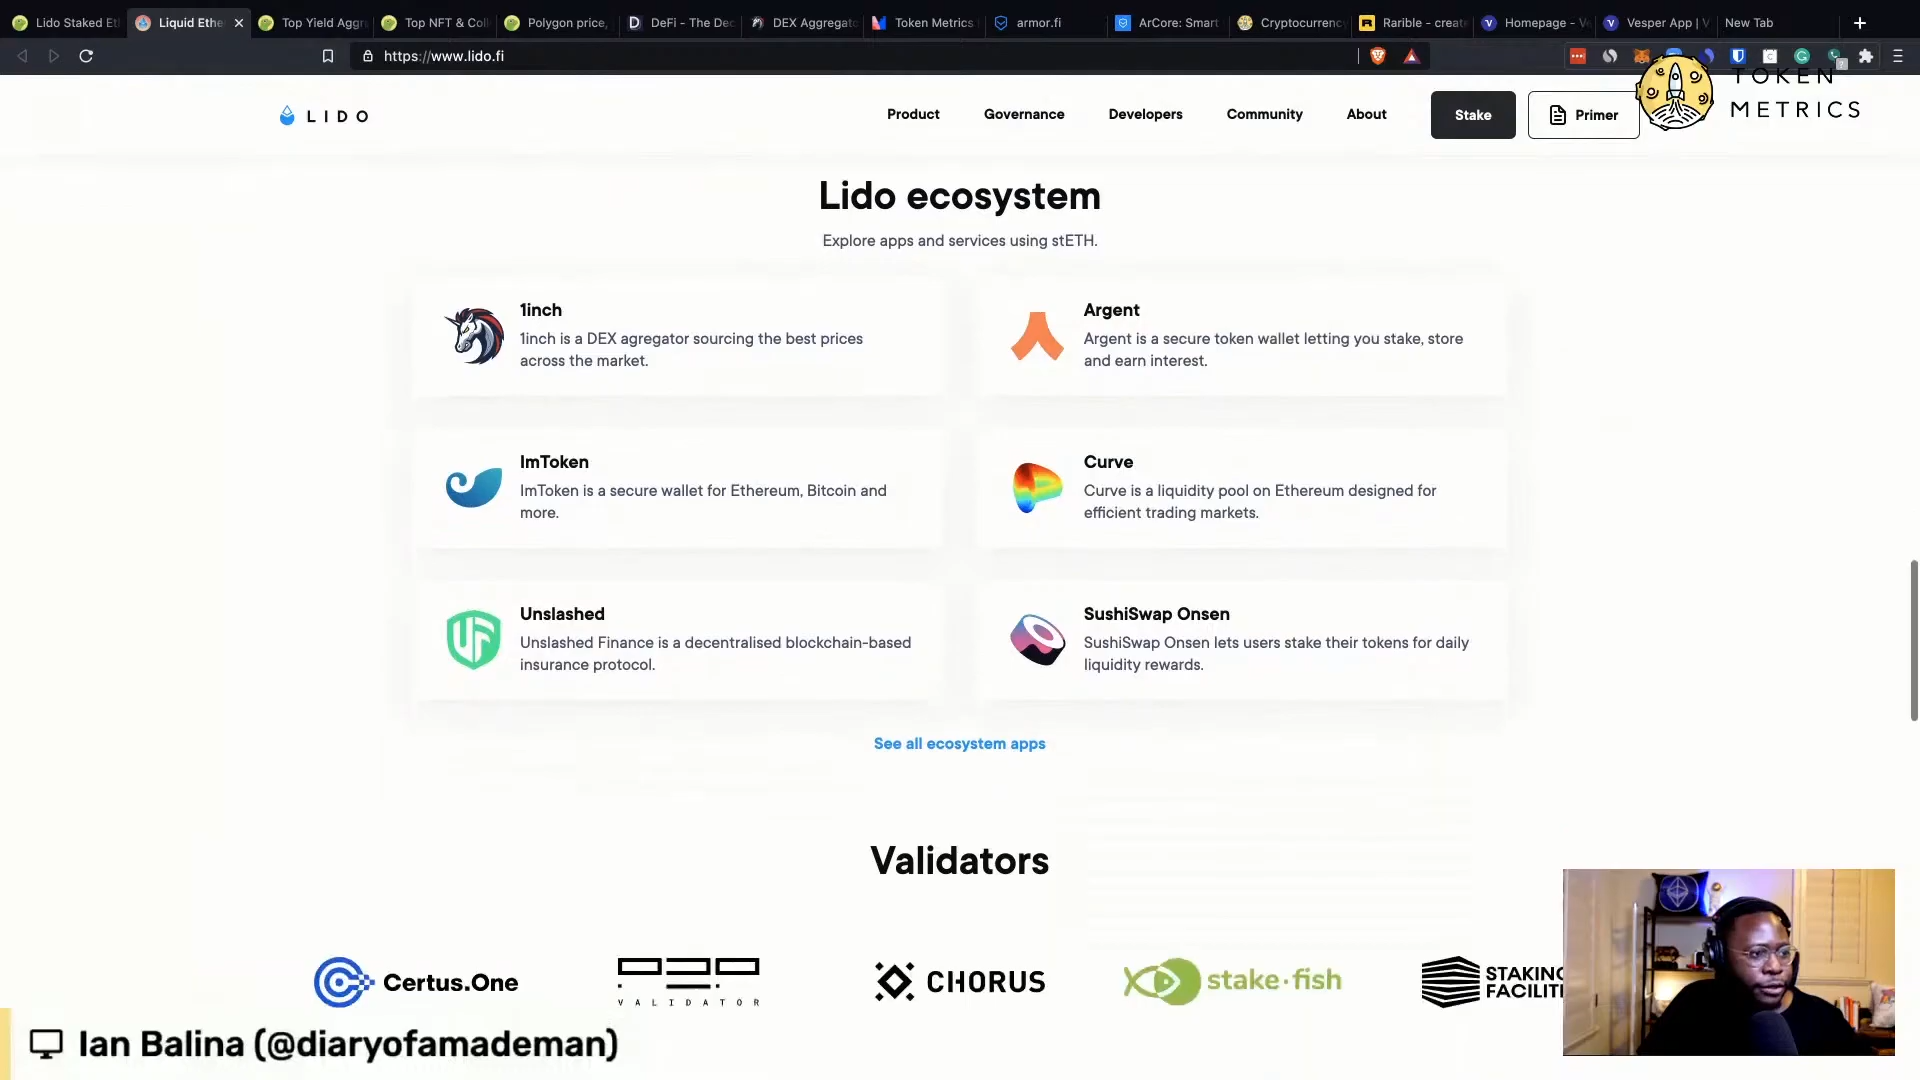 Lido Staked Et
Liquid Ethe
Top Yield Aggr
Top NFT & Coll
Polygon price,
DeFi - The Dec
DEX Aggregato
Token Metrics
armor.fi
ArCore: Smart
Cryptocurrency
Rarible - create
Homepage - Ve
Vesper App | V
New Tab
https://www.lido.fi
LIDO
Product
Governance
Developers
Community
About
Stake
Primer
TOKEN
METRICS
Lido ecosystem
Explore apps and services using stETH.
1inch
1inch is a DEX agregator sourcing the best prices
across the market.
Argent
Argent is a secure token wallet letting you stake, store
and earn interest.
ImToken
ImToken is a secure wallet for Ethereum, Bitcoin and
more.
Curve
Curve is a liquidity pool on Ethereum designed for
efficient trading markets.
Unslashed
Unslashed Finance is a decentralised blockchain-based
insurance protocol.
SushiSwap Onsen
SushiSwap Onsen lets users stake their tokens for daily
liquidity rewards.
See all ecosystem apps
Validators
Certus.One
P2P
VALIDATOR
CHORUS
stake·fish
STAKING
FACILITI
Ian Balina (@diaryofamademan)